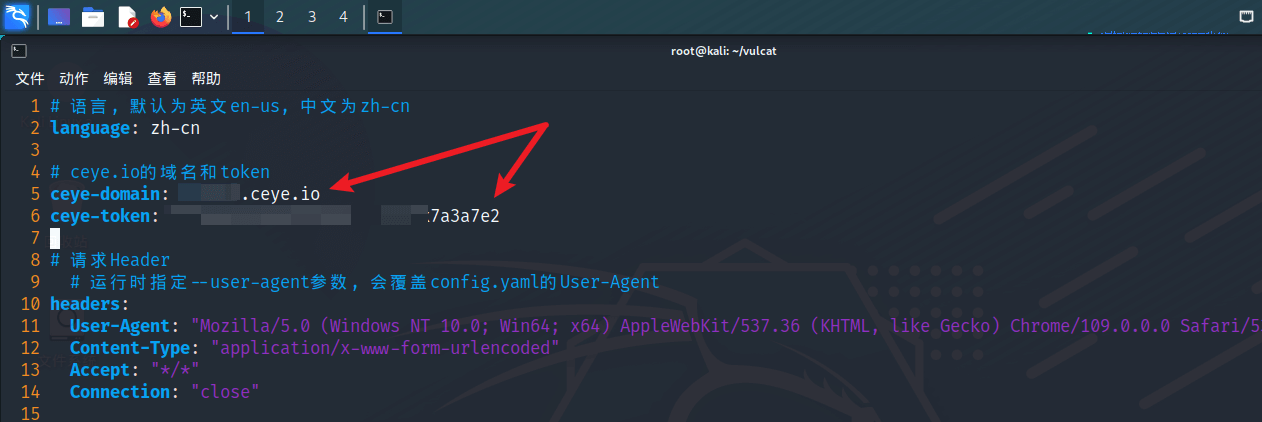 1 2 3 4
root@kali: ~/vulcat
文件 动作 编辑 查看 帮助
1 # 语言, 默认为英文en-us, 中文为zh-cn
2 language: zh-cn
3
4 # ceye.io的域名和token
5 ceye-domain: .ceye.io
6 ceye-token: 7a3a7e2
7
8 # 请求Header
9 # 运行时指定--user-agent参数, 会覆盖config.yaml的User-Agent
10 headers:
11 User-Agent: "Mozilla/5.0 (Windows NT 10.0; Win64; x64) AppleWebKit/537.36 (KHTML, like Gecko) Chrome/109.0.0.0 Safari/5
12 Content-Type: "application/x-www-form-urlencoded"
13 Accept: "*/*"
14 Connection: "close"
15